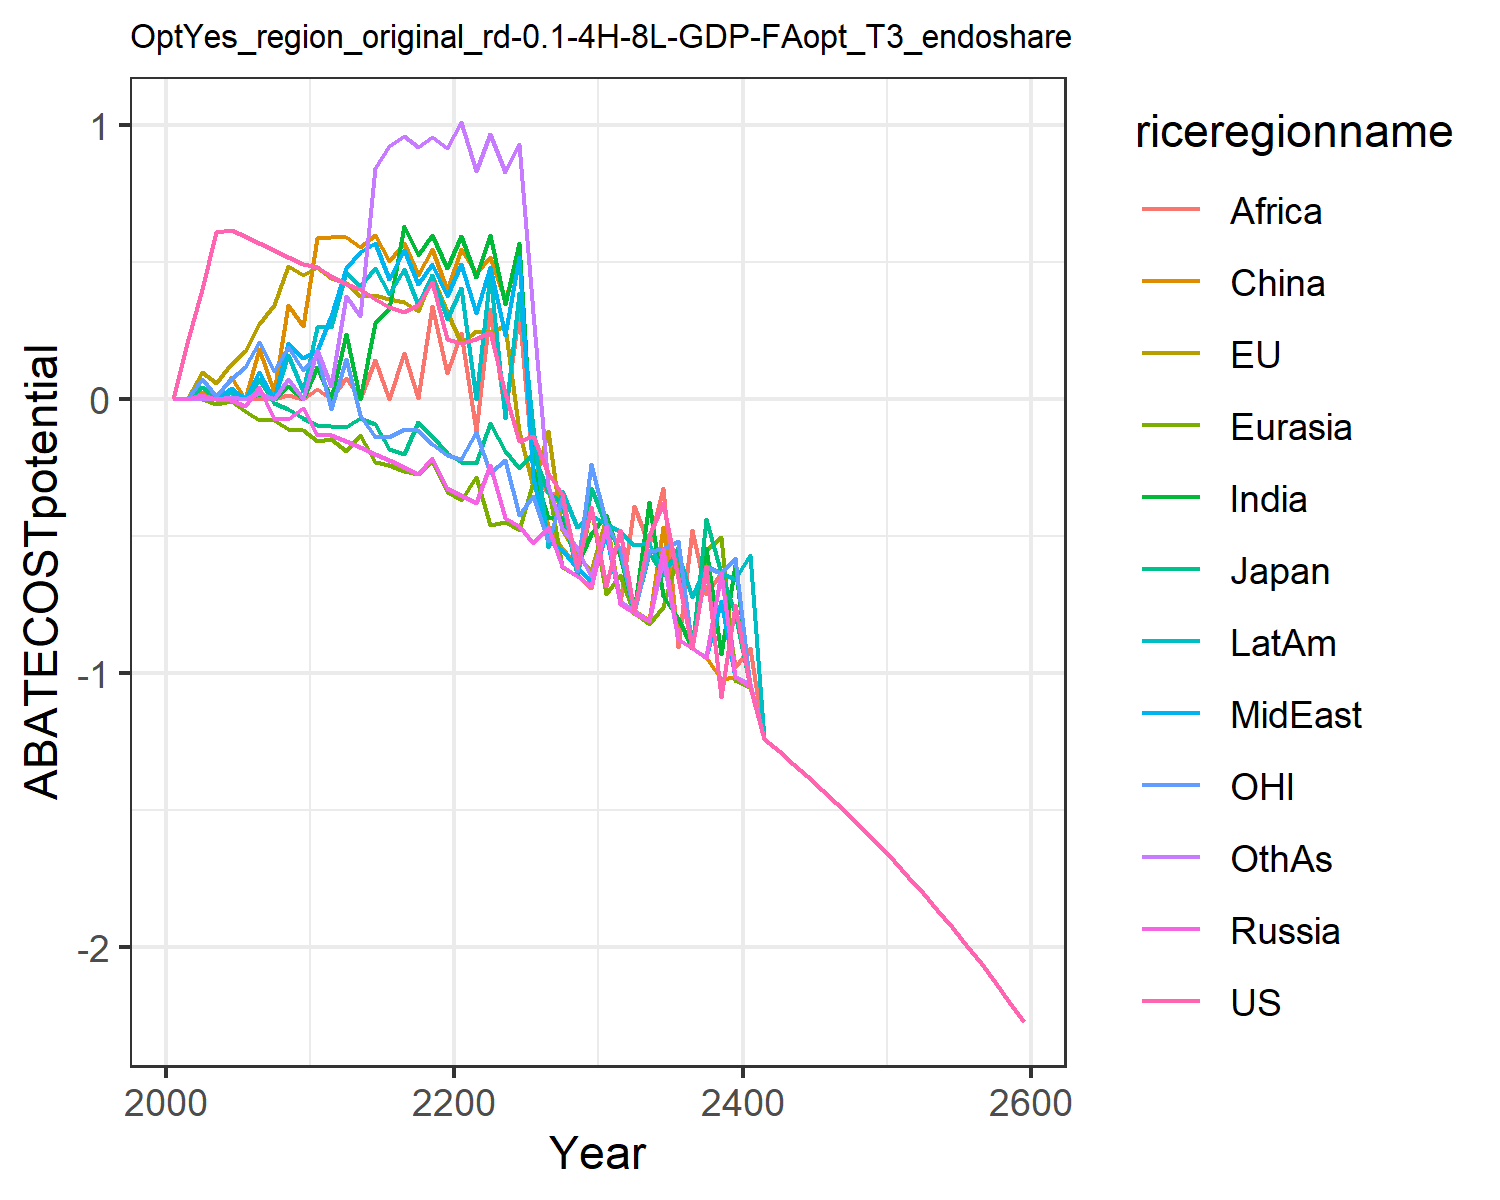 OptYes_region_original_rd-0.1-4H-8L-GDP-FAopt_T3_endoshare
ABATECOSTpotential
1
0
-1
-2
2000 2200 2400 2600
Year
riceregionname
Africa
China
EU
Eurasia
India
Japan
LatAm
MidEast
OHI
OthAs
Russia
US